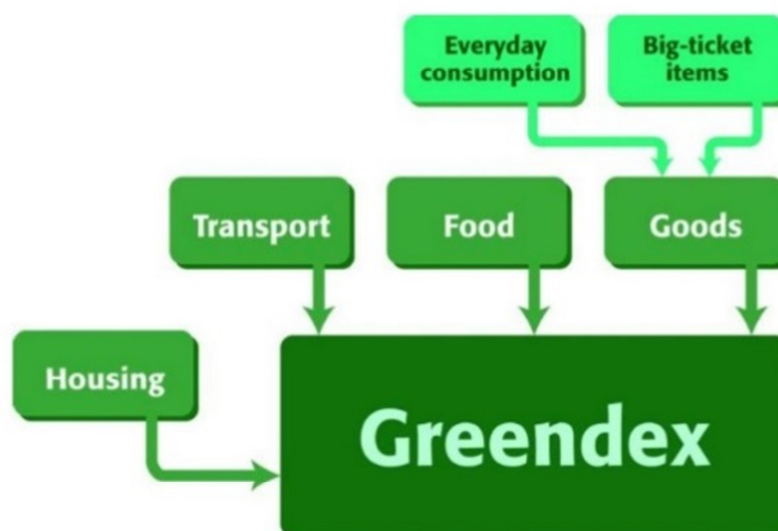 Everyday
consumption
Big-ticket
items
Transport
Food
Goods
Housing
Greendex